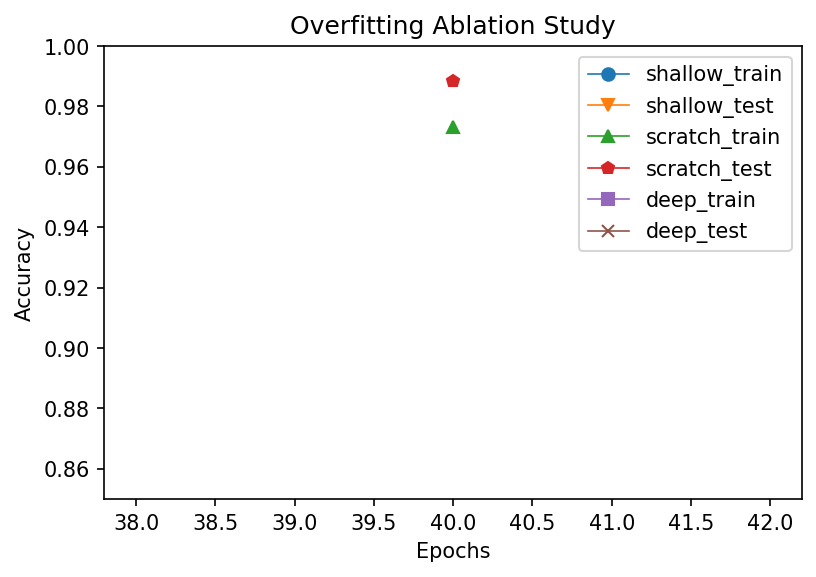 Overfitting Ablation Study
1.00
0.98
0.96
0.94
0.92
0.90
0.88
0.86
Accuracy
shallow_train
shallow_test
scratch_train
scratch_test
deep_train
deep_test
38.0 38.5 39.0 39.5 40.0 40.5 41.0 41.5 42.0
Epochs